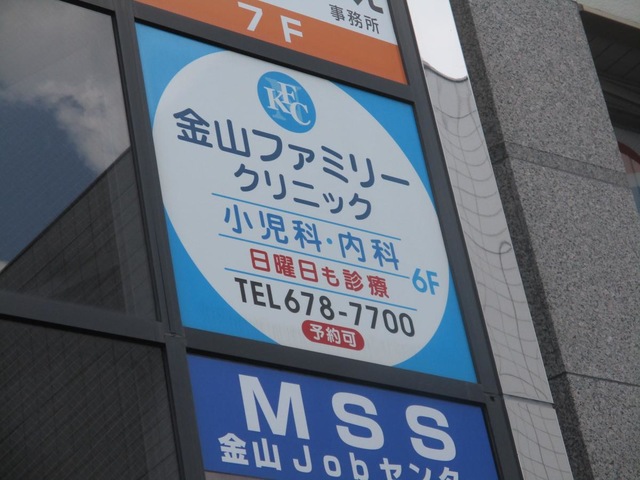 事務所
7F
KFC
金山ファミリー
クリニック
小児科・内科
6F
日曜日も診療
TEL678-7700
予約可
MSS
金山Jobセンタ